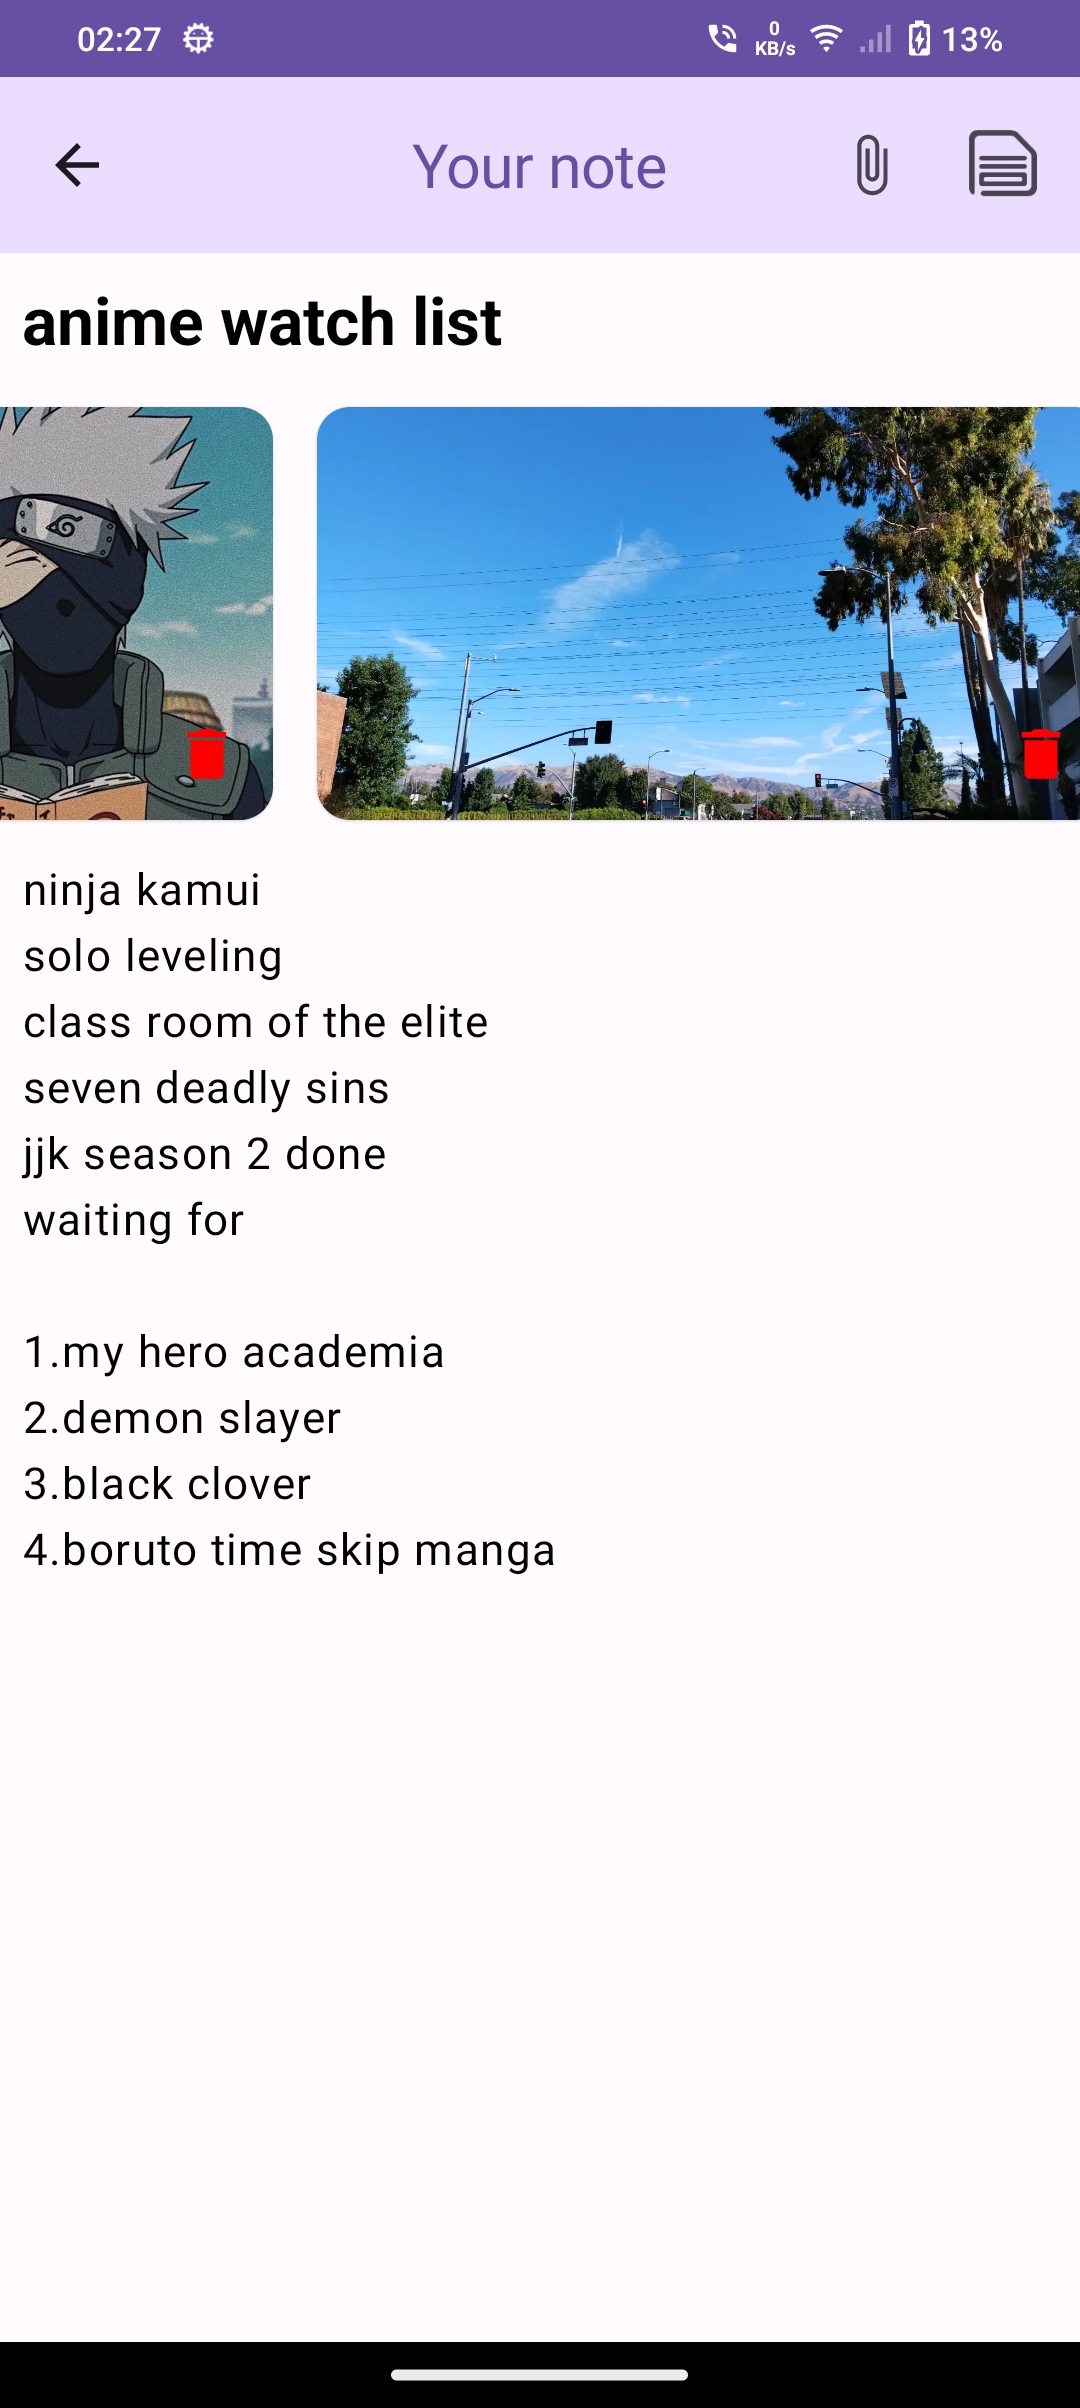 02:27
0
KB/s
13%
Your note
anime watch list
ninja kamui
solo leveling
class room of the elite
seven deadly sins
jjk season 2 done
waiting for
1.my hero academia
2.demon slayer
3.black clover
4.boruto time skip manga